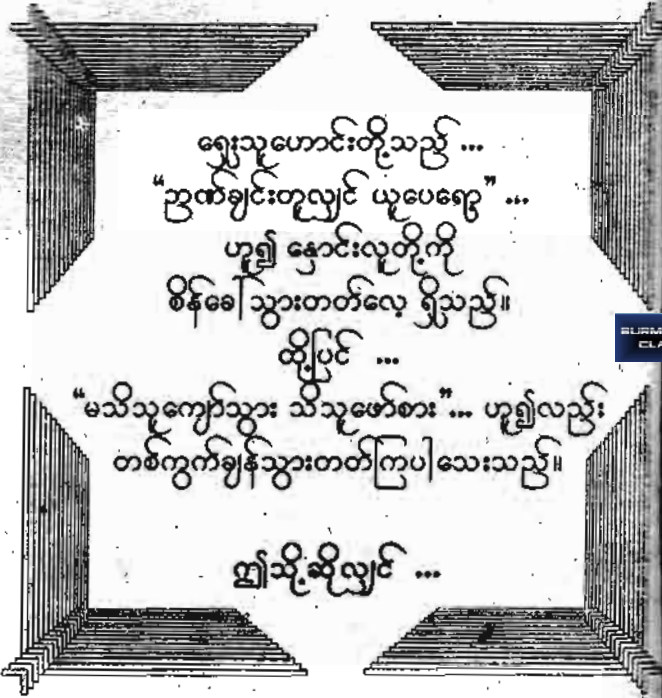 ရှေးသူဟောင်းတို့သည် ...
“ဉာဏ်ချင်းတူလျှင် ယူပေရော့” ...
ဟူ၍ နှောင်းလူတို့ကို
စိန်ခေါ်သွားတတ်လေ့ ရှိသည်။
ထို့ပြင် ...
“မသိသူကျော်သွား သိသူဖော်စား”... ဟူ၍လည်း
တစ်ကွက်ချန်သွားတတ်ကြပါသေးသည်။
ဤသို့ဆိုလျှင် ...